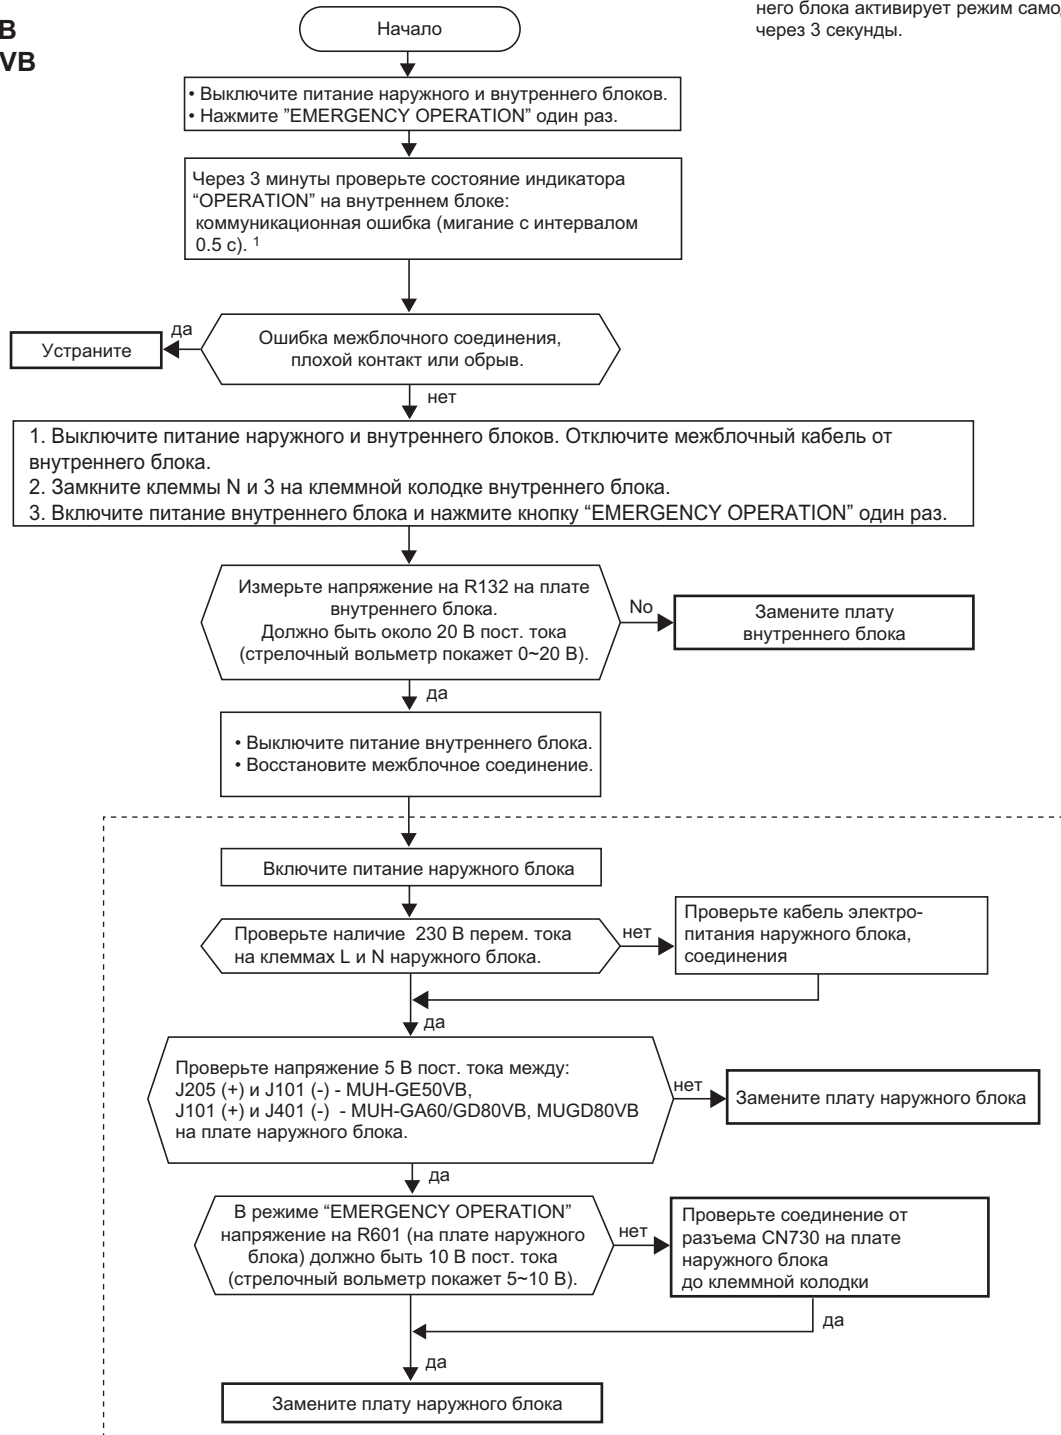 него блока активирует режим само
через 3 секунды.
В
VB
Начало
• Выключите питание наружного и внутреннего блоков.
• Нажмите ”EMERGENCY OPERATION” один раз.
Через 3 минуты проверьте состояние индикатора
“OPERATION” на внутреннем блоке:
коммуникационная ошибка (мигание с интервалом
0.5 с). ¹
Ошибка межблочного соединения,
плохой контакт или обрыв.
да
Устраните
нет
1. Выключите питание наружного и внутреннего блоков. Отключите межблочный кабель от
внутреннего блока.
2. Замкните клеммы N и 3 на клеммной колодке внутреннего блока.
3. Включите питание внутреннего блока и нажмите кнопку “EMERGENCY OPERATION” один раз.
Измерьте напряжение на R132 на плате
внутреннего блока.
Должно быть около 20 В пост. тока
(стрелочный вольметр покажет 0~20 В).
No
Замените плату
внутреннего блока
да
• Выключите питание внутреннего блока.
• Восстановите межблочное соединение.
Включите питание наружного блока
Проверьте наличие 230 В перем. тока
на клеммах L и N наружного блока.
нет
Проверьте кабель электро-
питания наружного блока,
соединения
да
Проверьте напряжение 5 В пост. тока между:
J205 (+) и J101 (-) - MUH-GE50VB,
J101 (+) и J401 (-) - MUH-GA60/GD80VB, MUGD80VB
на плате наружного блока.
нет
Замените плату наружного блока
да
В режиме “EMERGENCY OPERATION”
напряжение на R601 (на плате наружного
блока) должно быть 10 В пост. тока
(стрелочный вольметр покажет 5~10 В).
нет
Проверьте соединение от
разъема CN730 на плате
наружного блока
до клеммной колодки
да
да
Замените плату наружного блока